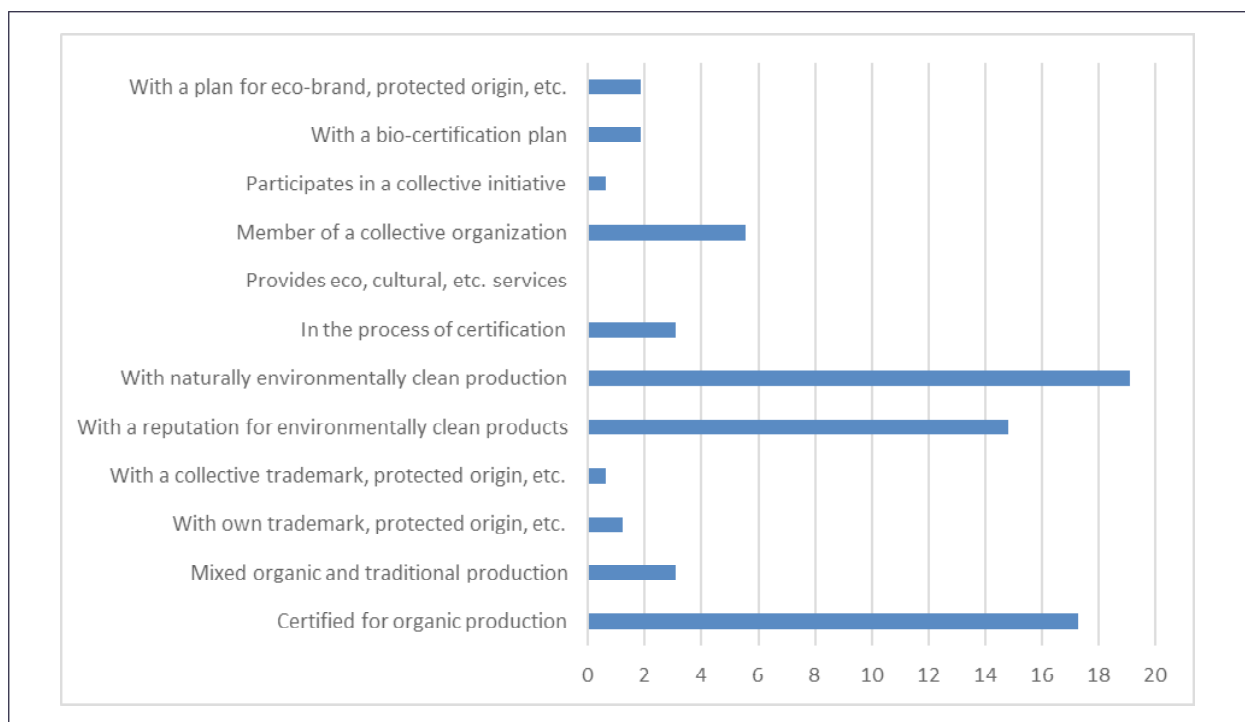 With a plan for eco-brand, protected origin, etc.
With a bio-certification plan
Participates in a collective initiative
Member of a collective organization
Provides eco, cultural, etc. services
In the process of certification
With naturally environmentally clean production
With a reputation for environmentally clean products
With a collective trademark, protected origin, etc.
With own trademark, protected origin, etc.
Mixed organic and traditional production
Certified for organic production
0 2 4 6 8 10 12 14 16 18 20